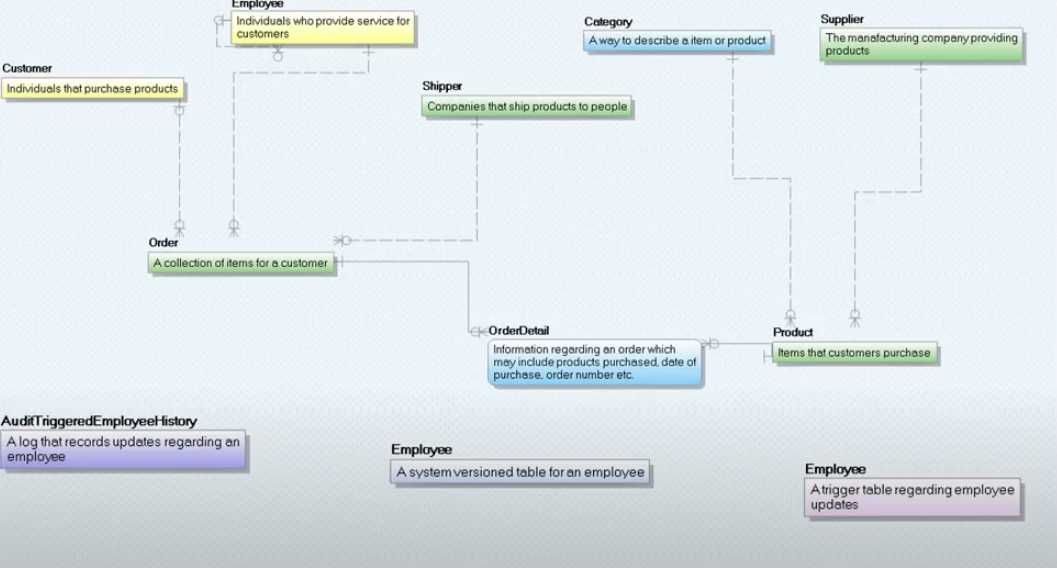 Employee
Individuals who provide service for
customers
Category
A way to describe a item or product
Supplier
The manafacturing company providing
products
Customer
Individuals that purchase products
Shipper
Companies that ship products to people
Order
A collection of items for a customer
OrderDetail
Information regarding an order which
may include products purchased, date of
purchase, order number etc.
Product
Items that customers purchase
AuditTriggeredEmployeeHistory
A log that records updates regarding an
employee
Employee
A system versioned table for an employee
Employee
A trigger table regarding employee
updates